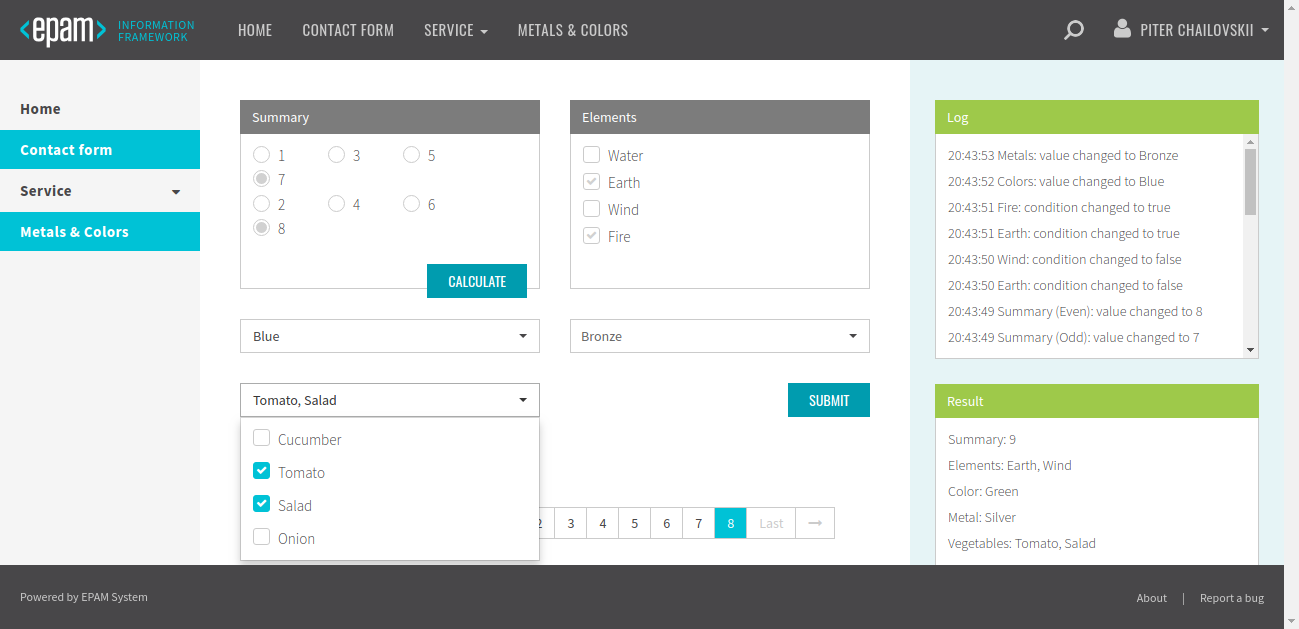 epam INFORMATION FRAMEWORK
HOME CONTACT FORM SERVICE METALS & COLORS
PITER CHAILOVSKII
Home
Contact form
Service
Metals & Colors
Summary
1 3 5
7
2 4 6
8
CALCULATE
Elements
Water
Earth
Wind
Fire
Blue
Bronze
Tomato, Salad
SUBMIT
Cucumber
Tomato
Salad
Onion
2 3 4 5 6 7 8 Last →
Log
20:43:53 Metals: value changed to Bronze
20:43:52 Colors: value changed to Blue
20:43:51 Fire: condition changed to true
20:43:51 Earth: condition changed to true
20:43:50 Wind: condition changed to false
20:43:50 Earth: condition changed to false
20:43:49 Summary (Even): value changed to 8
20:43:49 Summary (Odd): value changed to 7
Result
Summary: 9
Elements: Earth, Wind
Color: Green
Metal: Silver
Vegetables: Tomato, Salad
Powered by EPAM System
About | Report a bug